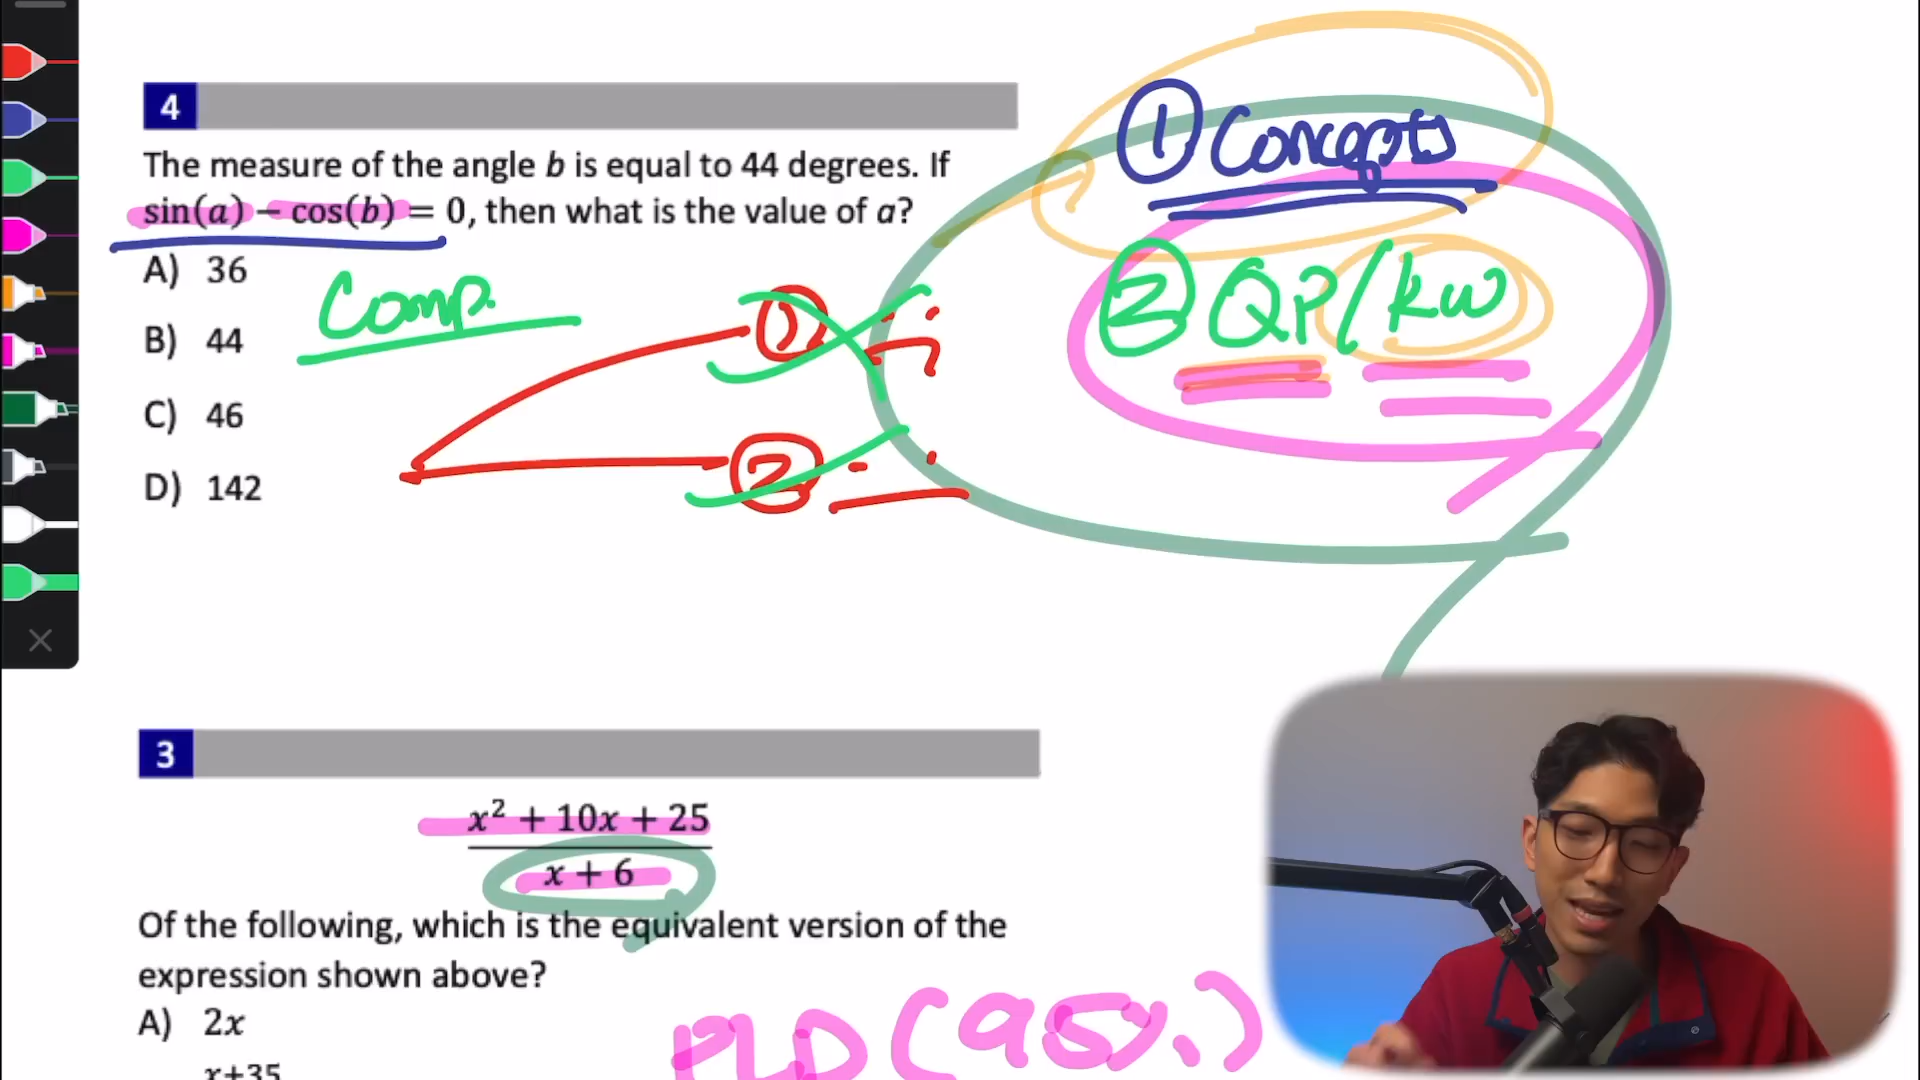 4
The measure of the angle b is equal to 44 degrees. If
sin(a) − cos(b) = 0, then what is the value of a?
A) 36
B) 44
C) 46
D) 142
Comp.
1
2
① Concepts
② QP/kw
3
x² + 10x + 25
x + 6
Of the following, which is the equivalent version of the
expression shown above?
A) 2x
x+35
PLD (95%)